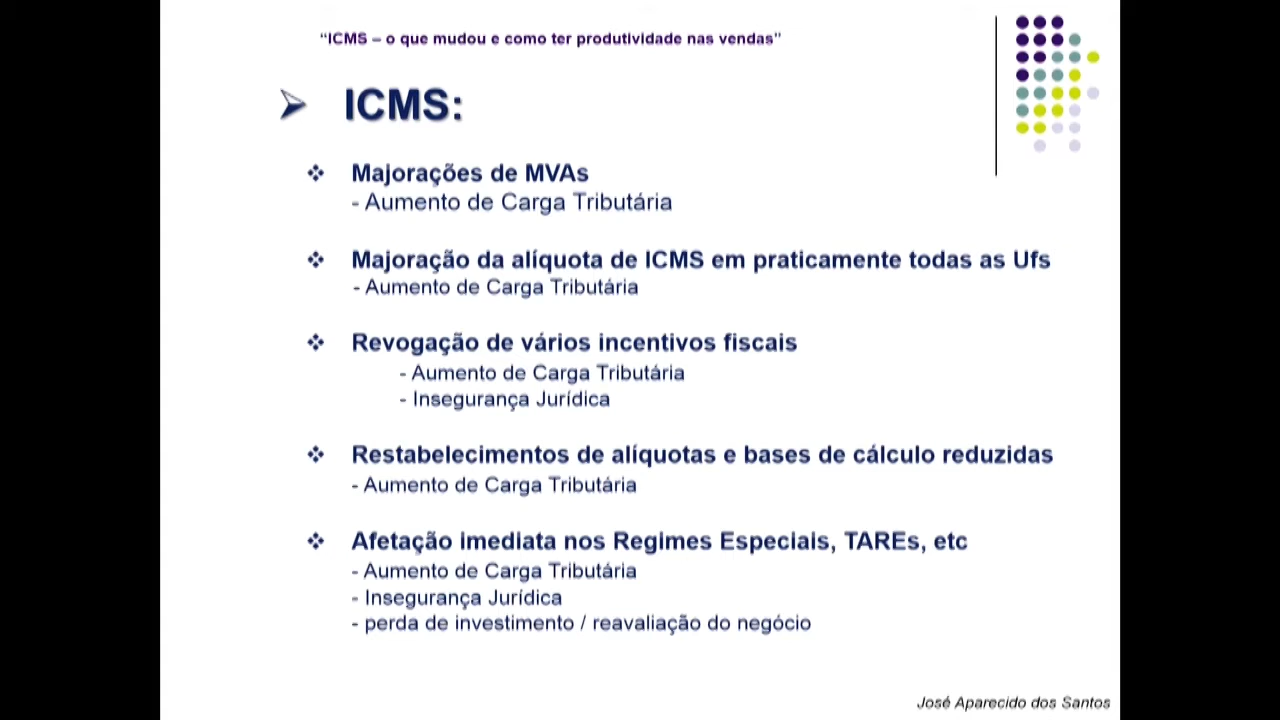 “ICMS – o que mudou e como ter produtividade nas vendas”
ICMS:
Majorações de MVAs
- Aumento de Carga Tributária
Majoração da alíquota de ICMS em praticamente todas as Ufs
- Aumento de Carga Tributária
Revogação de vários incentivos fiscais
- Aumento de Carga Tributária
- Insegurança Jurídica
Restabelecimentos de alíquotas e bases de cálculo reduzidas
- Aumento de Carga Tributária
Afetação imediata nos Regimes Especiais, TAREs, etc
- Aumento de Carga Tributária
- Insegurança Jurídica
- perda de investimento / reavaliação do negócio
José Aparecido dos Santos